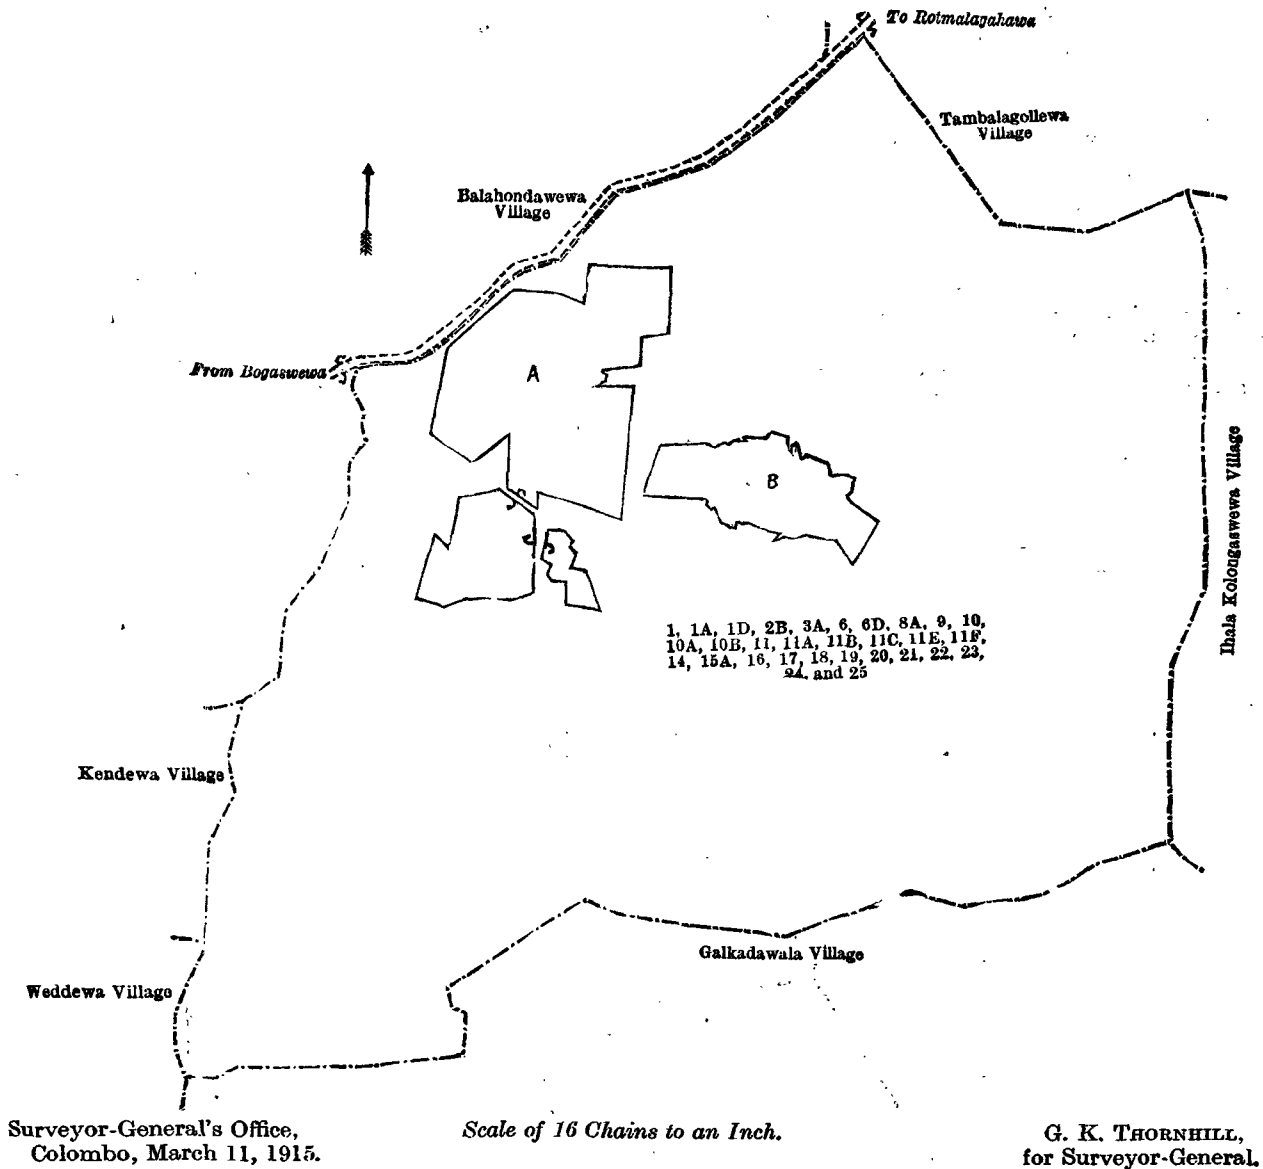 To Rotmalagahawa
Tambalagollewa
Village
Balahondawewa
Village
From Bogaswewa
A
B
Ihala Kolongaswewa Village
1, 1A, 1D, 2B, 3A, 6, 6D, 8A, 9, 10,
10A, 10B, 11, 11A, 11B, 11C, 11E, 11F,
14, 15A, 16, 17, 18, 19, 20, 21, 22, 23,
24, and 25
Kendewa Village
Galkadawala Village
Weddewa Village
Surveyor-General's Office,
Colombo, March 11, 1915.
Scale of 16 Chains to an Inch.
G. K. THORNHILL,
for Surveyor-General.